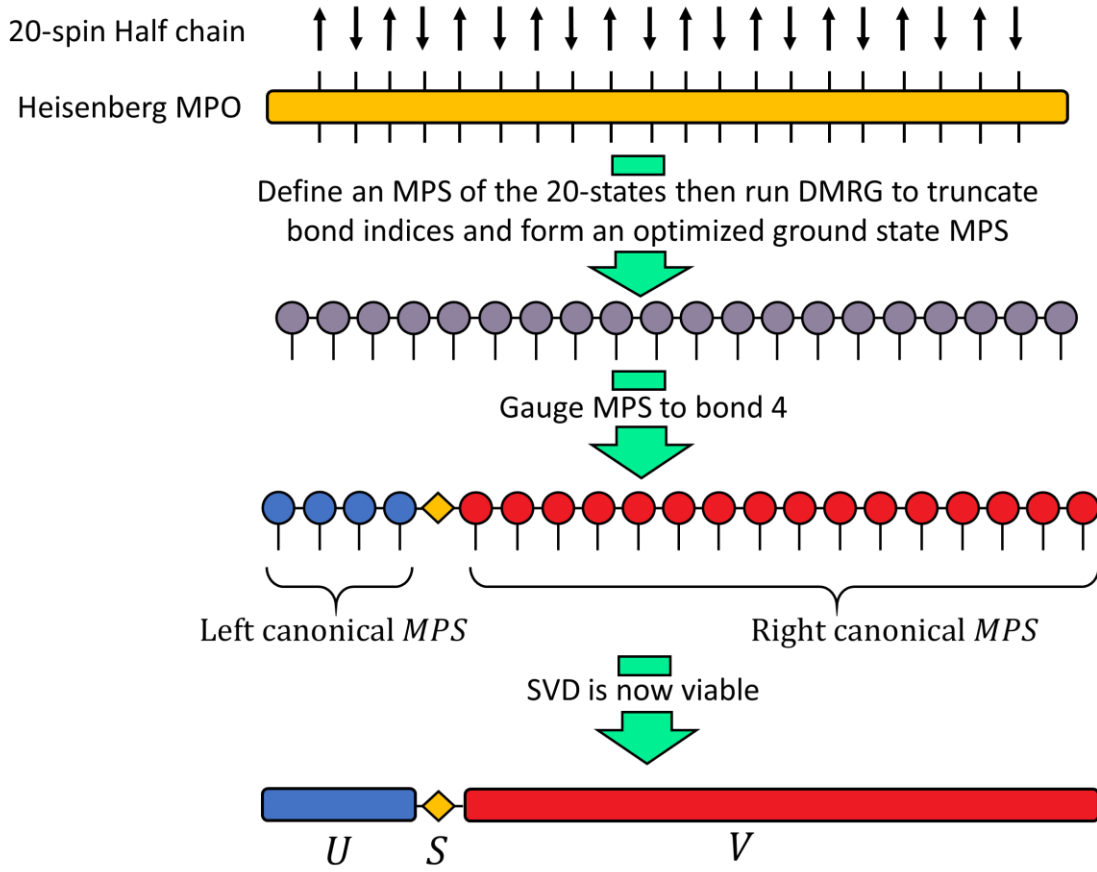 20-spin Half chain
Heisenberg MPO
Define an MPS of the 20-states then run DMRG to truncate
bond indices and form an optimized ground state MPS
Gauge MPS to bond 4
Left canonical MPS
Right canonical MPS
SVD is now viable
U
S
V